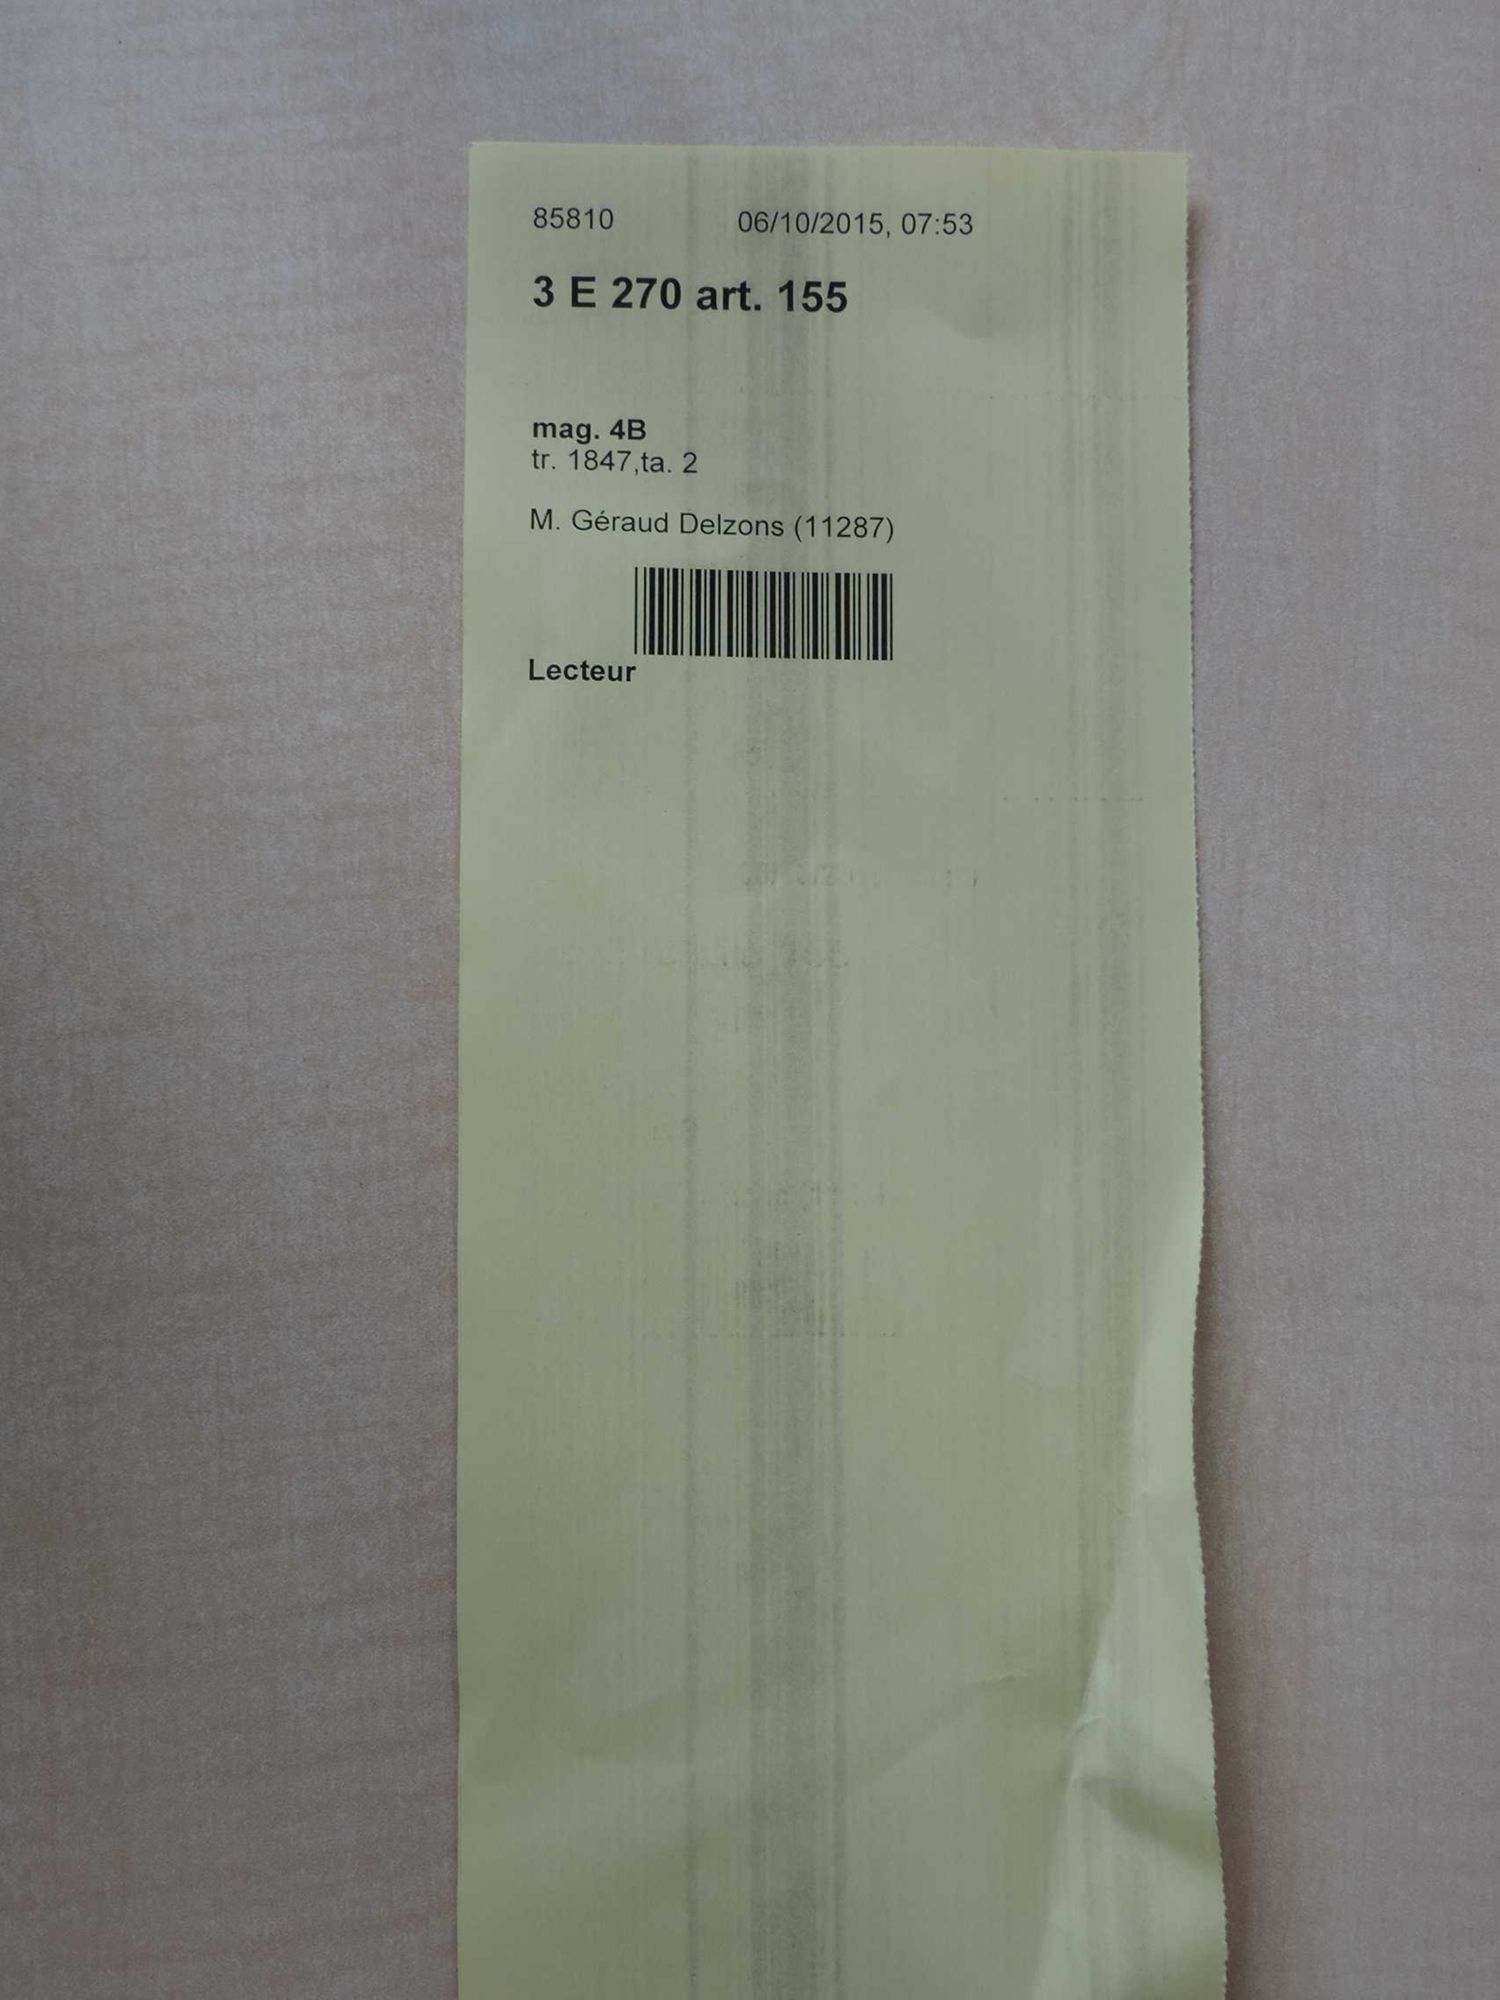 85810 06/10/2015, 07:53
3 E 270 art. 155
mag. 4B
tr. 1847,ta. 2
M. Géraud Delzons (11287)
Lecteur